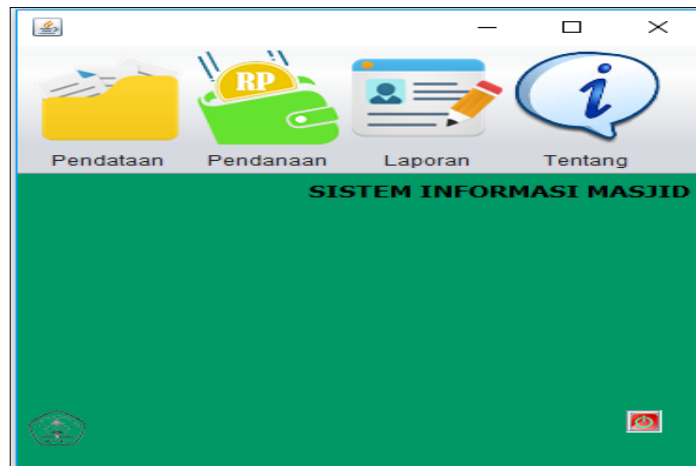 RP
Pendataan Pendanaan Laporan Tentang
SISTEM INFORMASI MASJID